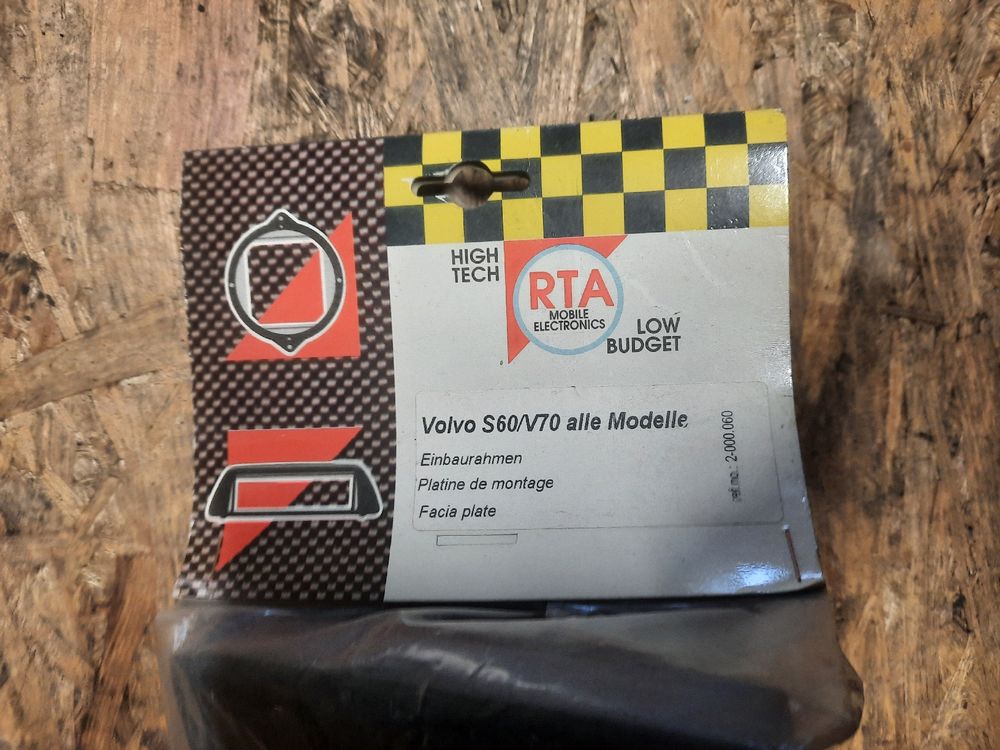 HIGH
TECH
RTA
MOBILE
ELECTRONICS
LOW
BUDGET
Volvo S60/V70 alle Modelle
Einbaurahmen
Platine de montage
Facia plate
ref. no.: 2-000.060